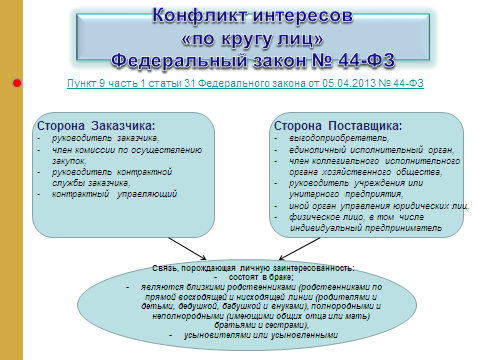 Конфликт интересов
«по кругу лиц»
Федеральный закон № 44-ФЗ
Пункт 9 часть 1 статьи 31 Федерального закона от 05.04.2013 № 44-ФЗ
Сторона Заказчика:
- руководитель заказчика,
- член комиссии по осуществлению
закупок,
- руководитель контрактной
службы заказчика,
- контрактный управляющий
Сторона Поставщика:
- выгодоприобретатель,
- единоличный исполнительный орган,
- член коллегиального исполнительного
органа хозяйственного общества,
- руководитель учреждения или
унитарного предприятия,
- иной орган управления юридических лиц,
- физическое лицо, в том числе
индивидуальный предприниматель
Связь, порождающая личную заинтересованность:
- состоят в браке;
- являются близкими родственниками (родственниками по
прямой восходящей и нисходящей линии (родителями и
детьми, дедушкой, бабушкой и внуками), полнородными и
неполнородными (имеющими общих отца или мать)
братьями и сестрами),
- усыновителями или усыновленными